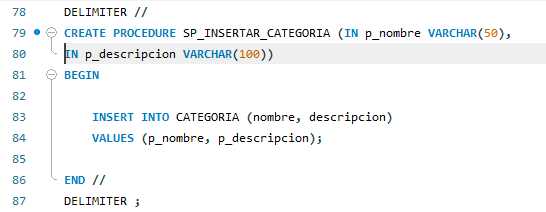 78 DELIMITER //
79 CREATE PROCEDURE SP_INSERTAR_CATEGORIA (IN p_nombre VARCHAR(50),
80 IN p_descripcion VARCHAR(100))
81 BEGIN
82
83 INSERT INTO CATEGORIA (nombre, descripcion)
84 VALUES (p_nombre, p_descripcion);
85
86 END //
87 DELIMITER ;